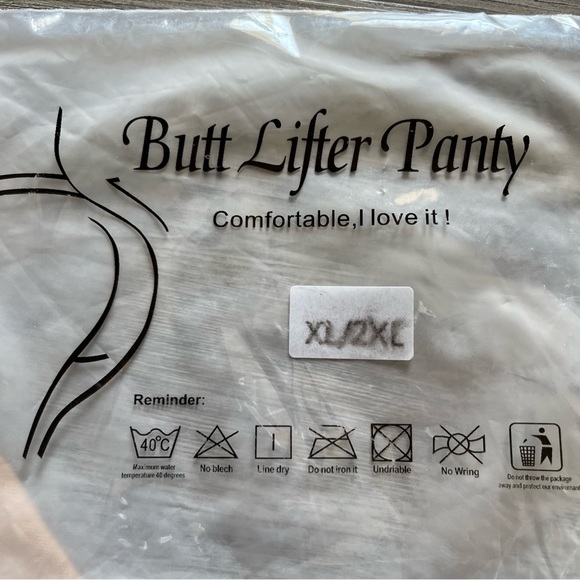 Butt Lifter Panty
Comfortable,I love it !
XL/2XL
Reminder:
40°C
Maximum water
temperature 40 degrees
No blech
Line dry
Do not iron it
Undriable
No Wring
Do not throw the package
away and protect our enviromant